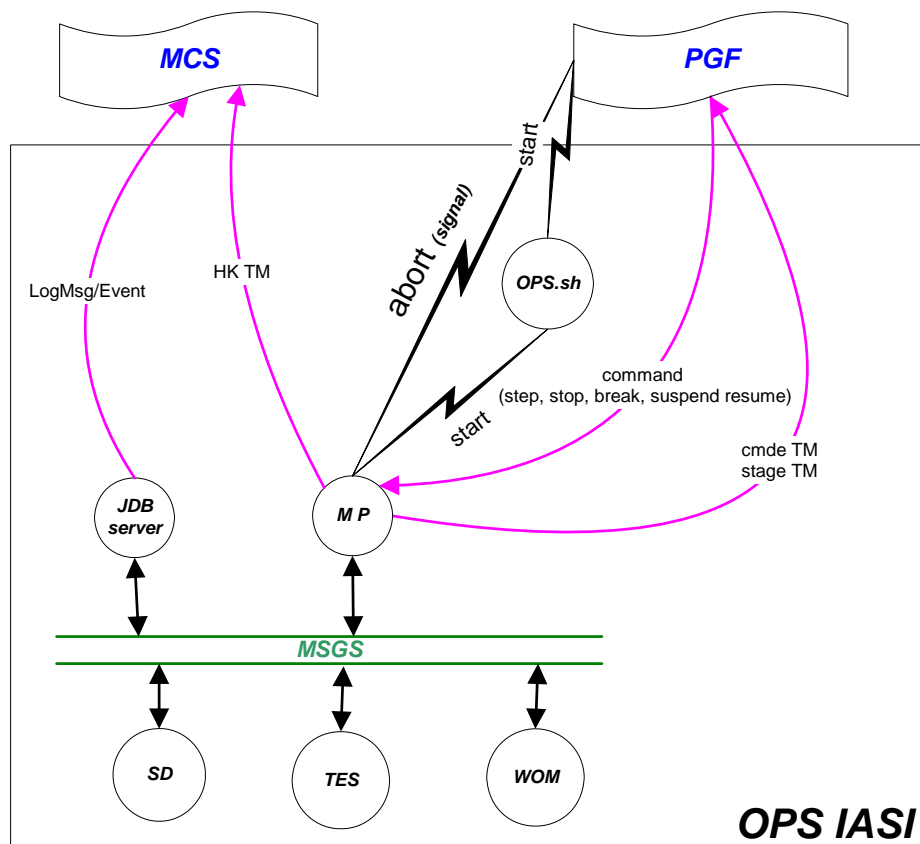 MCS
PGF
start
abort (signal)
HK TM
OPS.sh
LogMsg/Event
command
(step, stop, break, suspend resume)
start
cmde TM
stage TM
JDB
server
M P
MSGS
SD
TES
WOM
OPS IASI